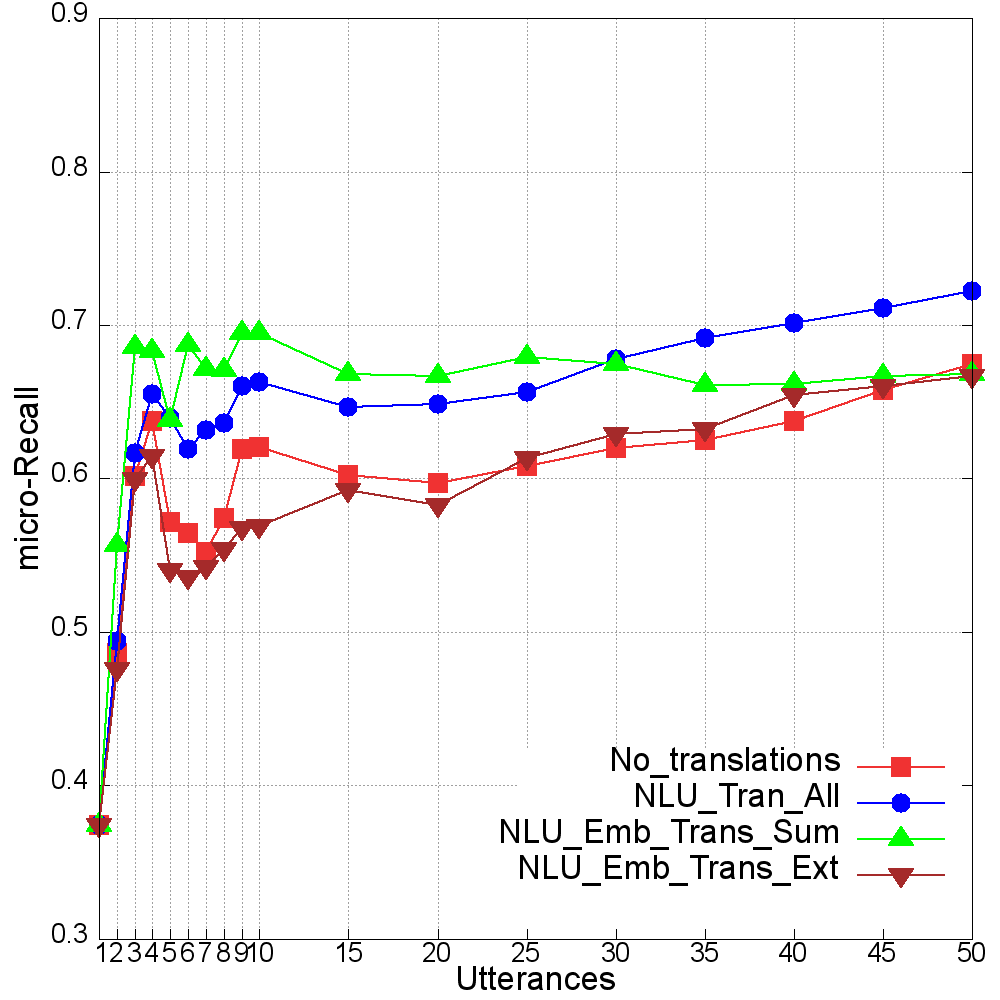 0.9
0.8
0.7
0.6
0.5
0.4
0.3
micro-Recall
No_translations
NLU_Tran_All
NLU_Emb_Trans_Sum
NLU_Emb_Trans_Ext
1 2 3 4 5 6 7 8 9 10 15 20 25 30 35 40 45 50
Utterances